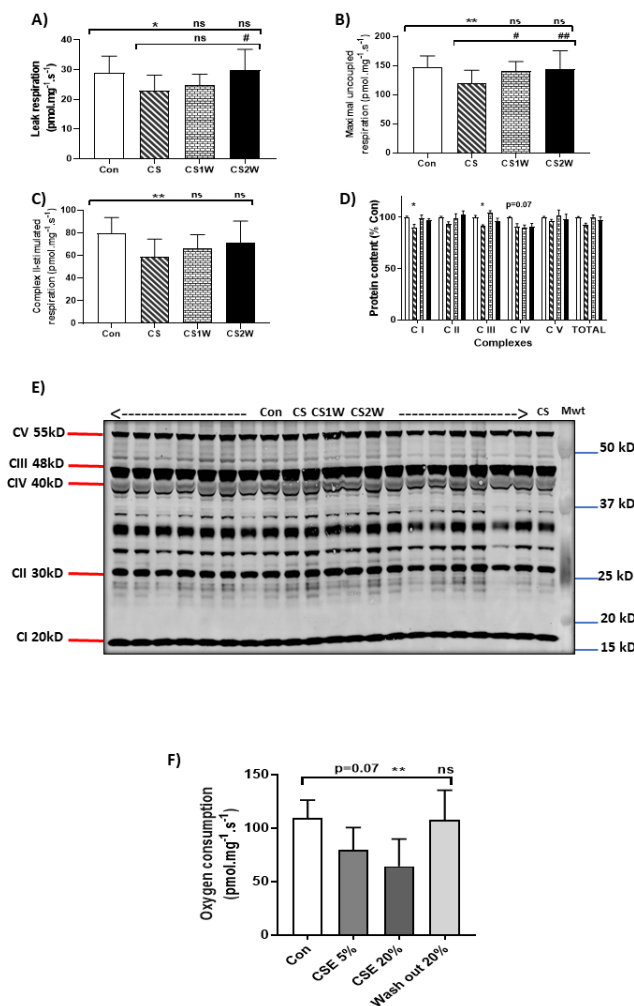 A)
* ns ns
ns #
Leak respiration
(pmol.mg-1.s-1)
40
30
20
10
0
Con CS CS1W CS2W
B)
** ns ns
# ##
Maximal uncoupled
respiration (pmol.mg-1.s-1)
200
150
100
50
0
Con CS CS1W CS2W
C)
** ns ns
Complex II-stimulated
respiration (pmol.mg-1.s-1)
100
80
60
40
20
0
Con CS CS1W CS2W
D)
* * p=0.07
Protein content (% Con)
100
50
0
C I C II C III C IV C V TOTAL
Complexes
E)
<------------------ Con CS CS1W CS2W ------------------> CS Mwt
CV 55kD
CIII 48kD
CIV 40kD
CII 30kD
CI 20kD
50 kD
37 kD
25 kD
20 kD
15 kD
F)
p=0.07 ** ns
Oxygen consumption
(pmol.mg-1.s-1)
150
100
50
0
Con CSE 5% CSE 20% Wash out 20%